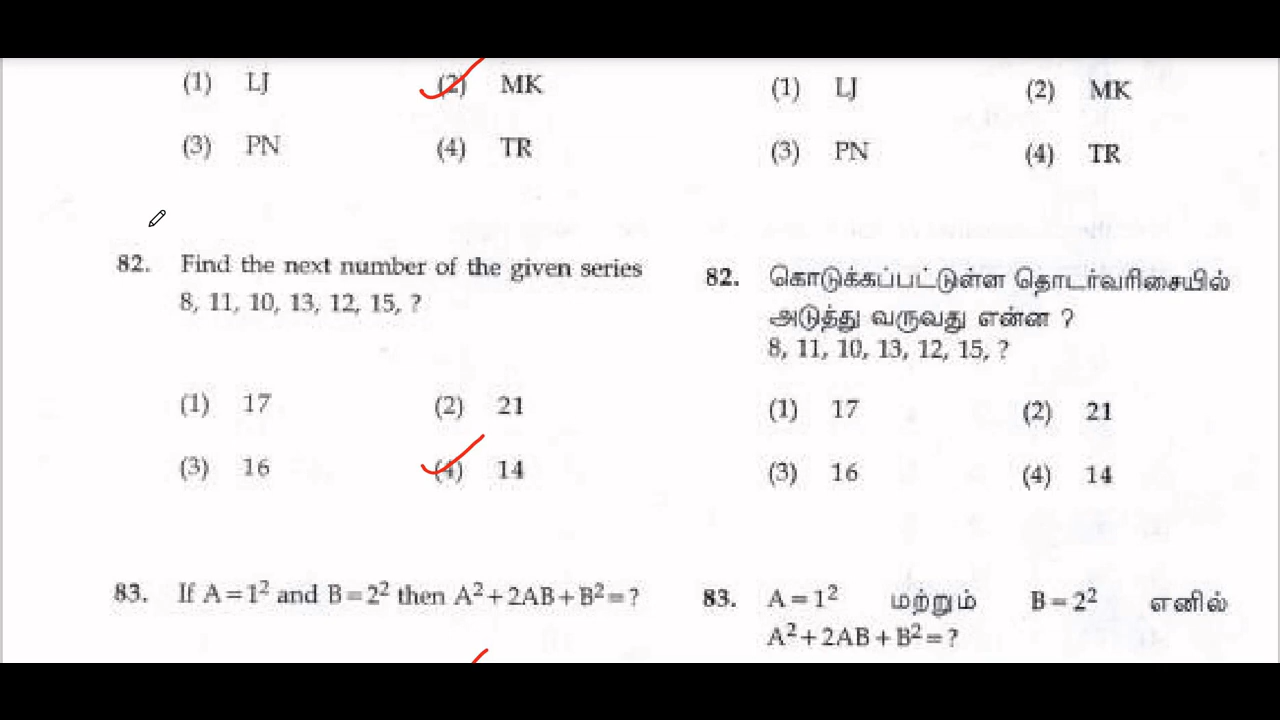 (1) LJ (2) MK
(3) PN (4) TR
82. Find the next number of the given series
8, 11, 10, 13, 12, 15, ?
(1) 17 (2) 21
(3) 16 (4) 14
83. If A = 1² and B = 2² then A² + 2AB + B² = ?
(1) LJ (2) MK
(3) PN (4) TR
82. கொடுக்கப்பட்டுள்ள தொடர்வரிசையில்
அடுத்து வருவது என்ன ?
8, 11, 10, 13, 12, 15, ?
(1) 17 (2) 21
(3) 16 (4) 14
83. A = 1² மற்றும் B = 2² எனில்
A² + 2AB + B² = ?